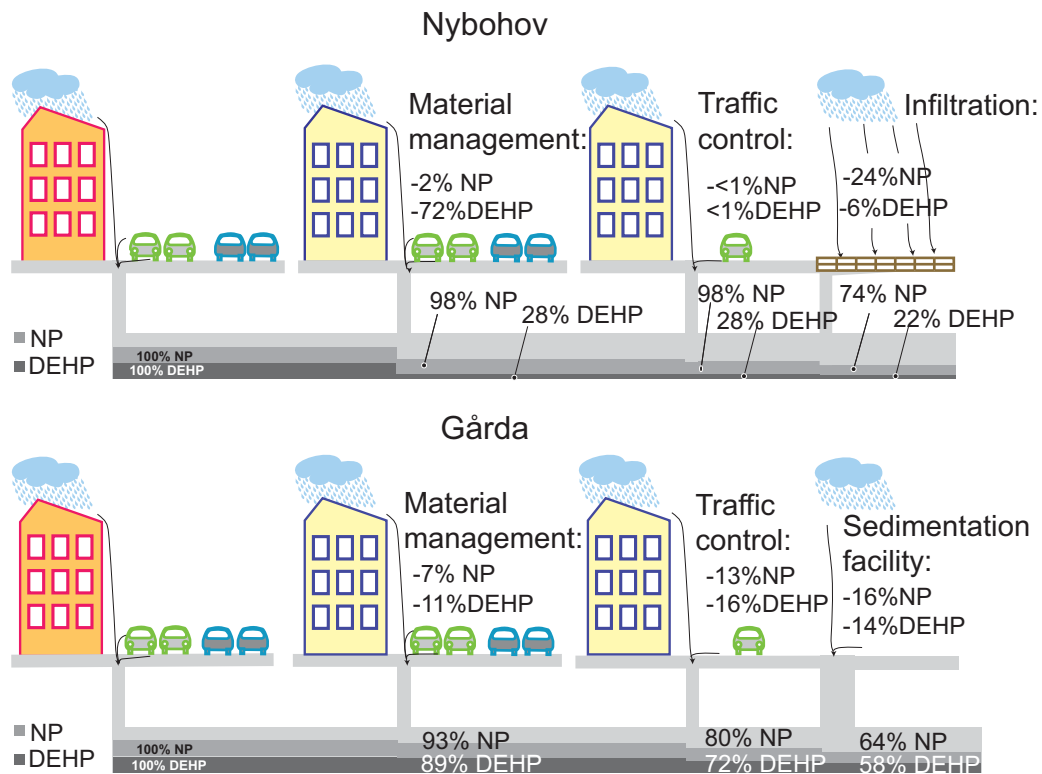 Nybohov
Material
management:
-2% NP
-72%DEHP
Traffic
control:
-<1%NP
<1%DEHP
Infiltration:
-24%NP
-6%DEHP
98% NP
28% DEHP
98% NP
28% DEHP
74% NP
22% DEHP
NP
DEHP
100% NP
100% DEHP
Gårda
Material
management:
-7% NP
-11%DEHP
Traffic
control:
-13%NP
-16%DEHP
Sedimentation
facility:
-16%NP
-14%DEHP
NP
DEHP
100% NP
100% DEHP
93% NP
89% DEHP
80% NP
72% DEHP
64% NP
58% DEHP